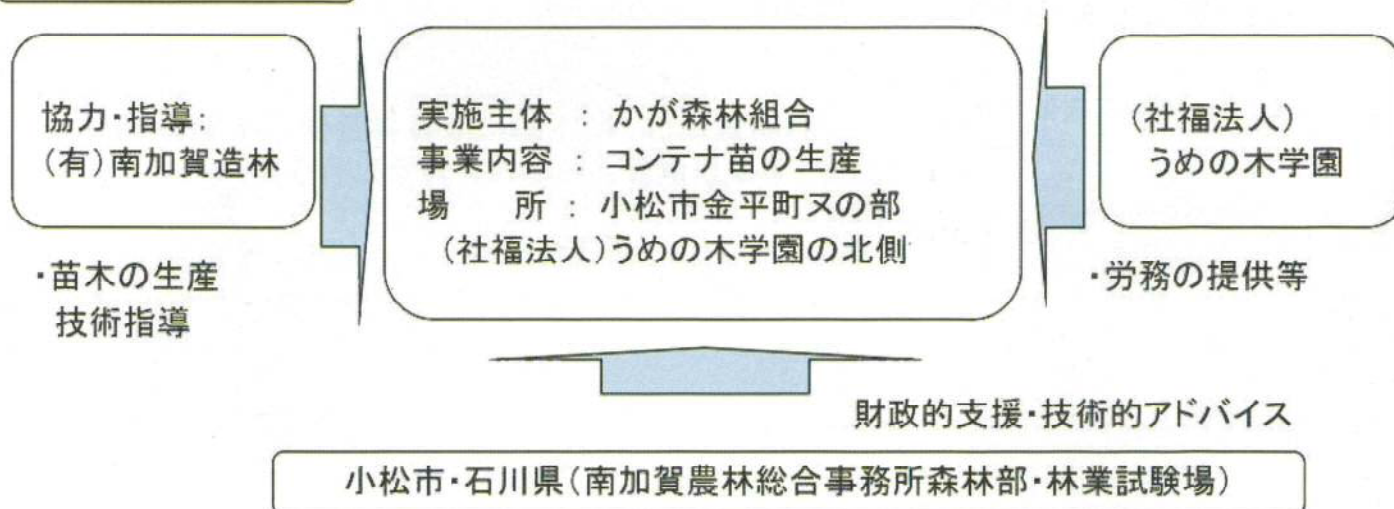 協力・指導:
(有)南加賀造林
・苗木の生産
技術指導
実施主体 : かが森林組合
事業内容 : コンテナ苗の生産
場　　所 : 小松市金平町ヌの部
(社福法人)うめの木学園の北側
(社福法人)
うめの木学園
・労務の提供等
財政的支援・技術的アドバイス
小松市・石川県(南加賀農林総合事務所森林部・林業試験場)